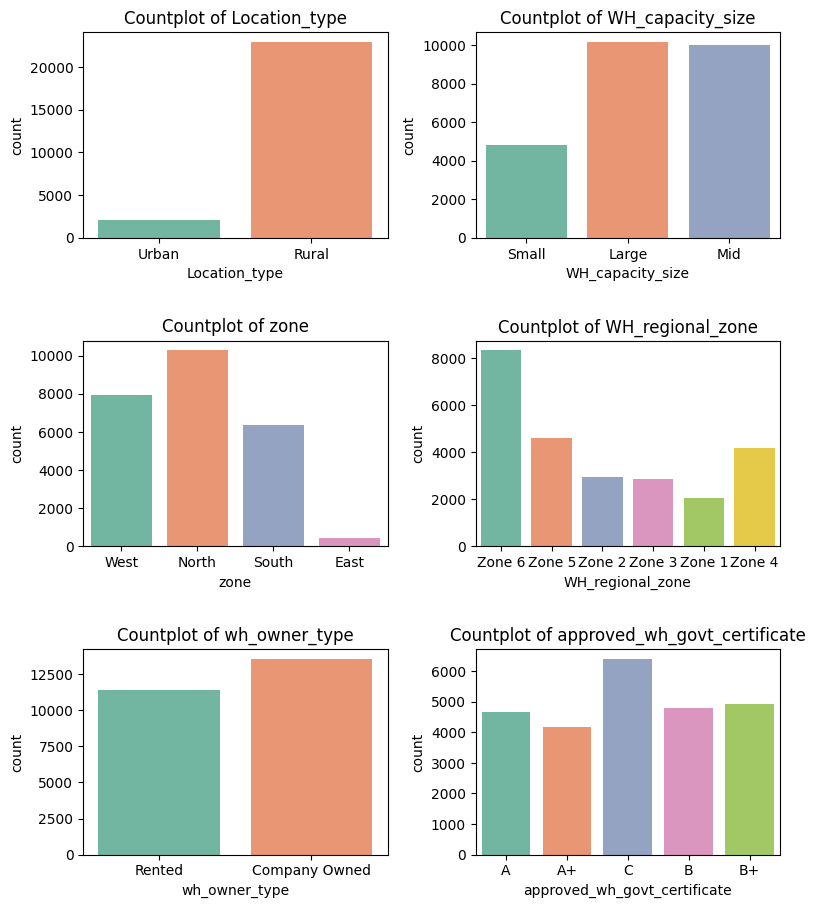 Countplot of Location_type
count
20000
15000
10000
5000
0
Urban Rural
Location_type
Countplot of WH_capacity_size
count
10000
8000
6000
4000
2000
0
Small Large Mid
WH_capacity_size
Countplot of zone
count
10000
8000
6000
4000
2000
0
West North South East
zone
Countplot of WH_regional_zone
count
8000
6000
4000
2000
0
Zone 6 Zone 5 Zone 2 Zone 3 Zone 1 Zone 4
WH_regional_zone
Countplot of wh_owner_type
count
12500
10000
7500
5000
2500
0
Rented Company Owned
wh_owner_type
Countplot of approved_wh_govt_certificate
count
6000
5000
4000
3000
2000
1000
0
A A+ C B B+
approved_wh_govt_certificate